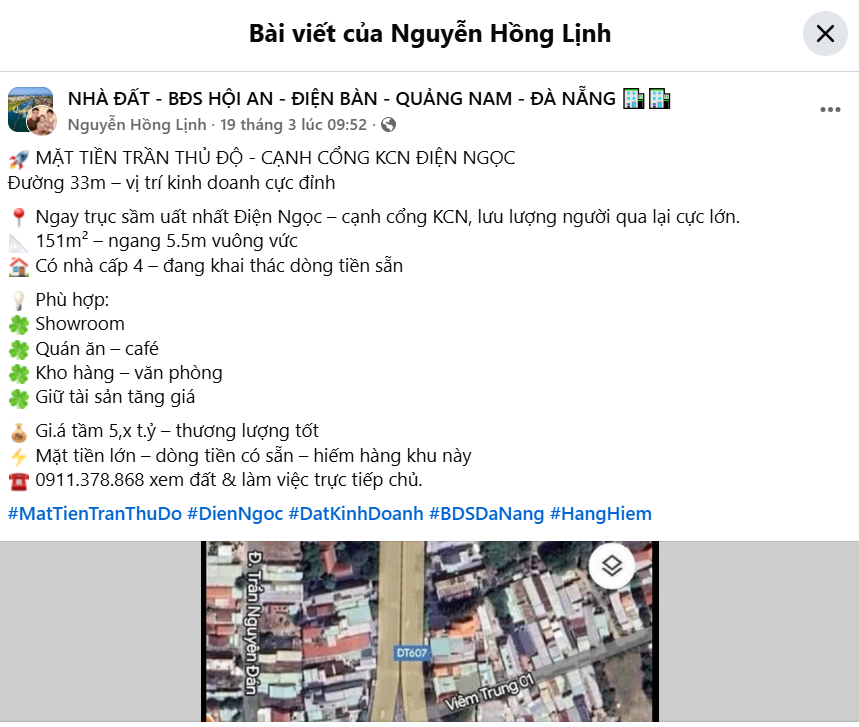 Bài viết của Nguyễn Hồng Lịnh
NHÀ ĐẤT - BĐS HỘI AN - ĐIỆN BÀN - QUẢNG NAM - ĐÀ NẴNG 🏢🏢
Nguyễn Hồng Lịnh · 19 tháng 3 lúc 09:52 ·
🚀 MẶT TIỀN TRẦN THỦ ĐỘ - CẠNH CỔNG KCN ĐIỆN NGỌC
Đường 33m – vị trí kinh doanh cực đỉnh
📍 Ngay trục sầm uất nhất Điện Ngọc – cạnh cổng KCN, lưu lượng người qua lại cực lớn.
📐 151m² – ngang 5.5m vuông vức
🏠 Có nhà cấp 4 – đang khai thác dòng tiền sẵn
💡 Phù hợp:
🍀 Showroom
🍀 Quán ăn – café
🍀 Kho hàng – văn phòng
🍀 Giữ tài sản tăng giá
💰 Gi.á tầm 5,x t.ỷ – thương lượng tốt
⚡ Mặt tiền lớn – dòng tiền có sẵn – hiếm hàng khu này
☎️ 0911.378.868 xem đất & làm việc trực tiếp chủ.
#MatTienTranThuDo #DienNgoc #DatKinhDoanh #BDSDaNang #HangHiem
Đ. Trần Nguyên Đán
DT607
Viêm Trung 01